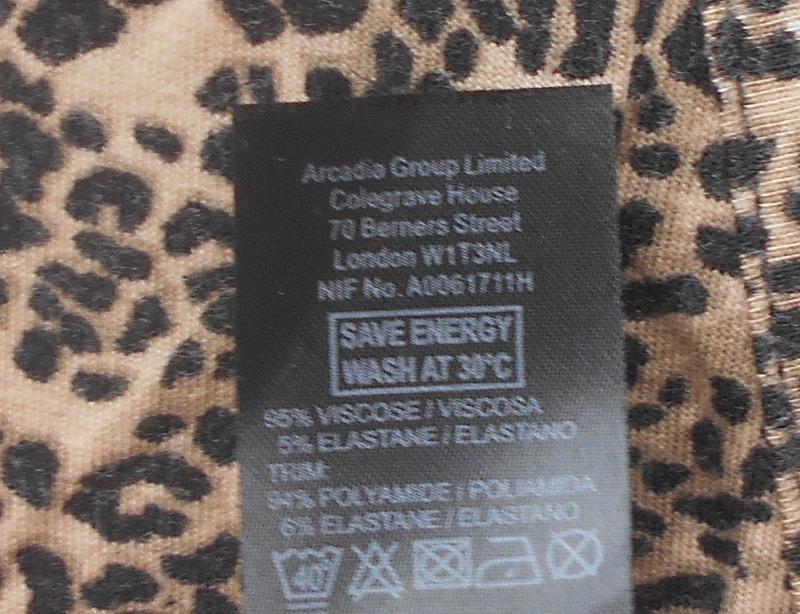 Arcadia Group Limited
Colegrave House
70 Berners Street
London W1T3NL
NIF No. A0061711H
SAVE ENERGY
WASH AT 30°C
95% VISCOSE / VISCOSA
5% ELASTANE / ELASTANO
TRIM:
94% POLYAMIDE / POLIAMIDA
6% ELASTANE / ELASTANO
40